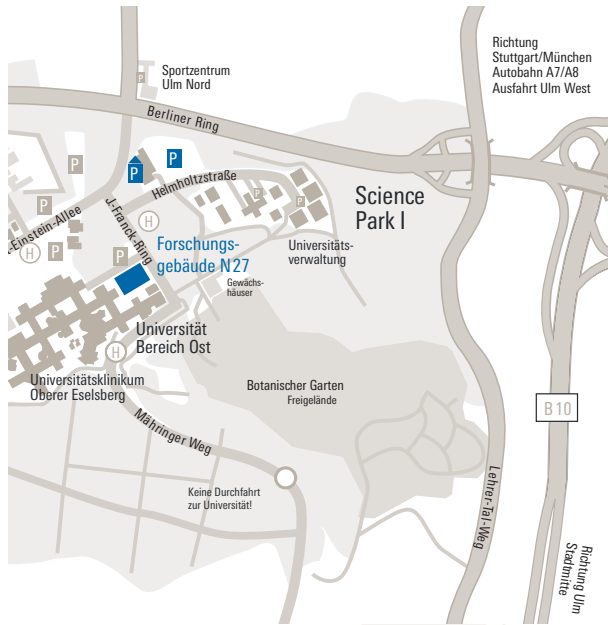 Richtung
Stuttgart/München
Autobahn A7/A8
Ausfahrt Ulm West
Sportzentrum
Ulm Nord
P
Berliner Ring
P
P
P
Helmholtzstraße
P
P
P
P
J.-Franck-Ring
t-Einstein-Allee
H
H
P
P
Science
Park I
Forschungs-
gebäude N27
Universitäts-
verwaltung
Gewächs-
häuser
Universität
Bereich Ost
H
Universitätsklinikum
Oberer Eselsberg
Botanischer Garten
Freigelände
B10
Mähringer Weg
Keine Durchfahrt
zur Universität!
Lehrer-Tal-Weg
Richtung Ulm
Stadtmitte